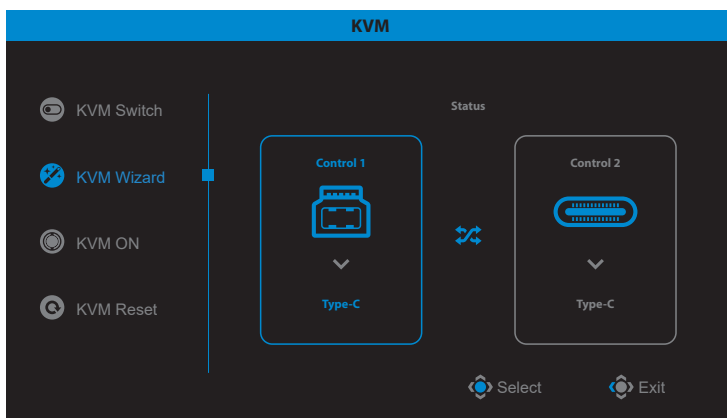 KVM
KVM Switch
KVM Wizard
KVM ON
KVM Reset
Status
Control 1
Type-C
Control 2
Type-C
Select
Exit